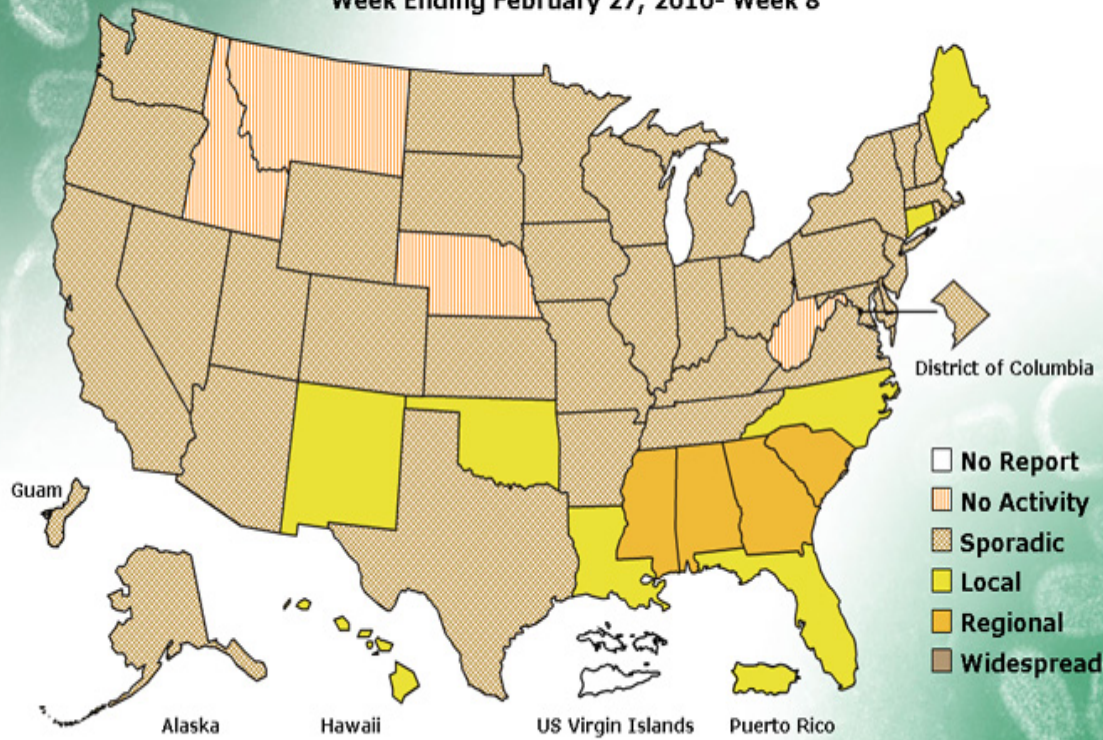 Week Ending February 27, 2010- Week 8
District of Columbia
No Report
Guam
No Activity
Sporadic
Local
Regional
Widespread
Alaska
Hawaii
US Virgin Islands
Puerto Rico